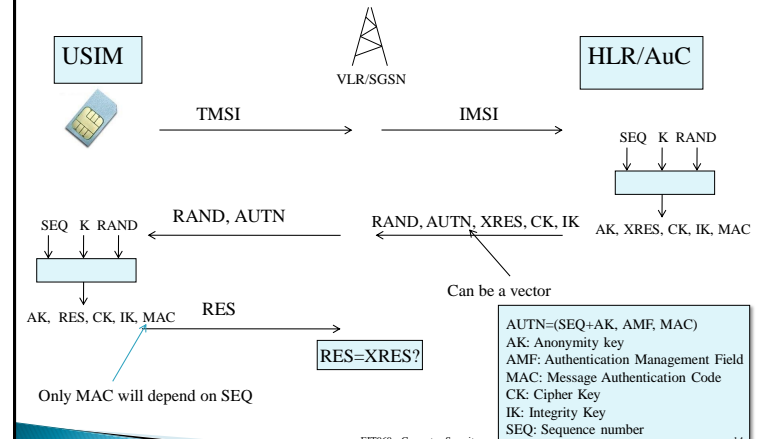 USIM
VLR/SGSN
HLR/AuC
TMSI
IMSI
SEQ K RAND
AK, XRES, CK, IK, MAC
RAND, AUTN, XRES, CK, IK
RAND, AUTN
SEQ K RAND
AK, RES, CK, IK, MAC
RES
Can be a vector
RES=XRES?
Only MAC will depend on SEQ
AUTN=(SEQ+AK, AMF, MAC)
AK: Anonymity key
AMF: Authentication Management Field
MAC: Message Authentication Code
CK: Cipher Key
IK: Integrity Key
SEQ: Sequence number